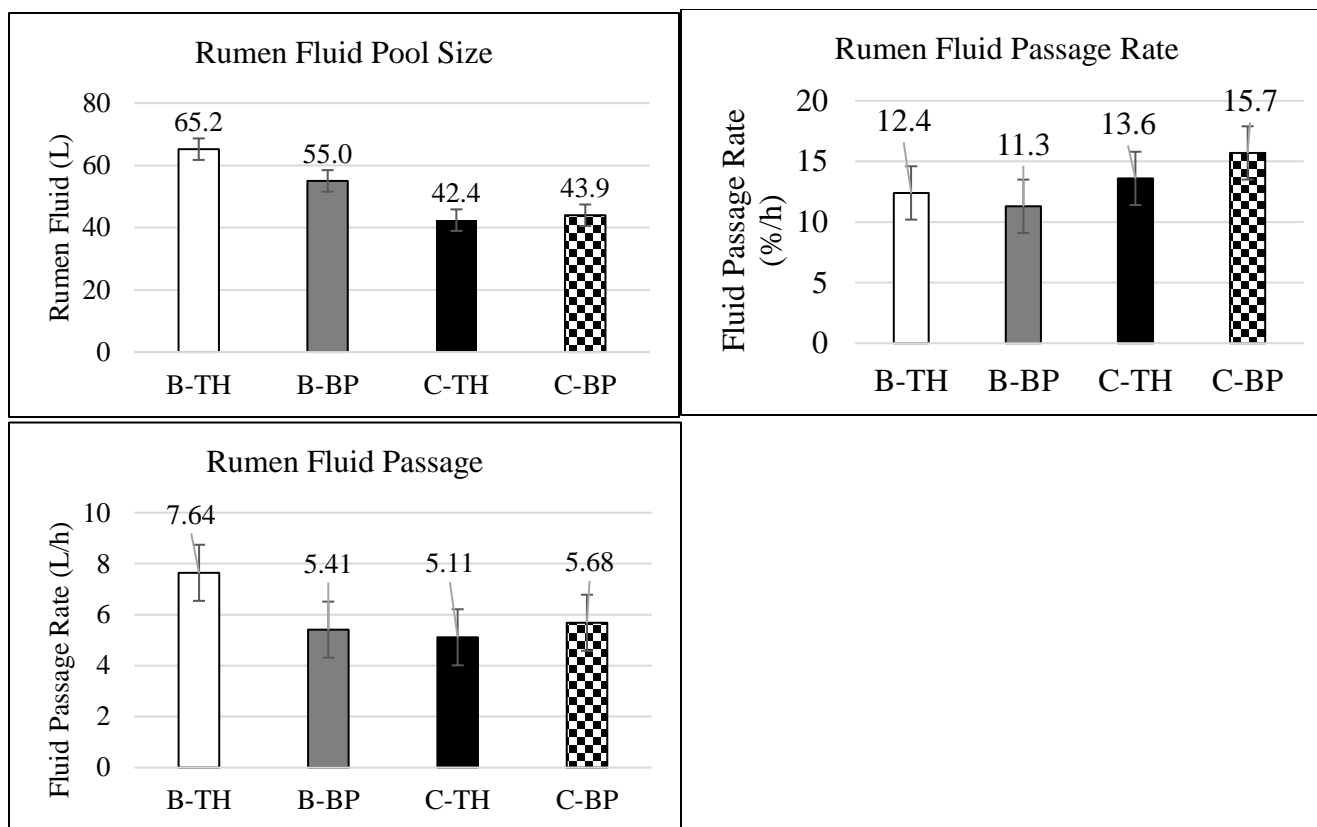 Rumen Fluid Pool Size
Rumen Fluid (L)
80
60
40
20
0
65.2
55.0
42.4
43.9
B-TH B-BP C-TH C-BP
Rumen Fluid Passage Rate
Fluid Passage Rate
(%/h)
20
15
10
5
0
12.4
11.3
13.6
15.7
B-TH B-BP C-TH C-BP
Rumen Fluid Passage
Fluid Passage Rate (L/h)
10
8
6
4
2
0
7.64
5.41
5.11
5.68
B-TH B-BP C-TH C-BP